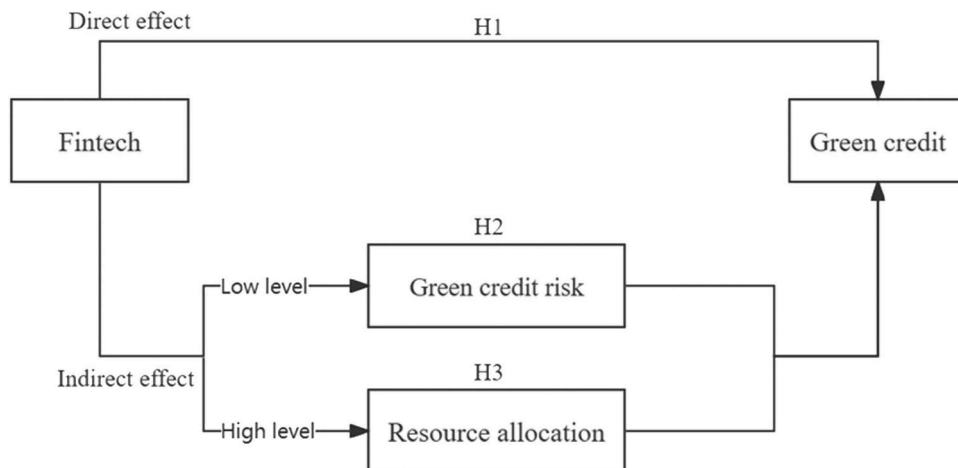 Direct effect
H1
Fintech
Green credit
H2
Low level
Green credit risk
Indirect effect
H3
High level
Resource allocation